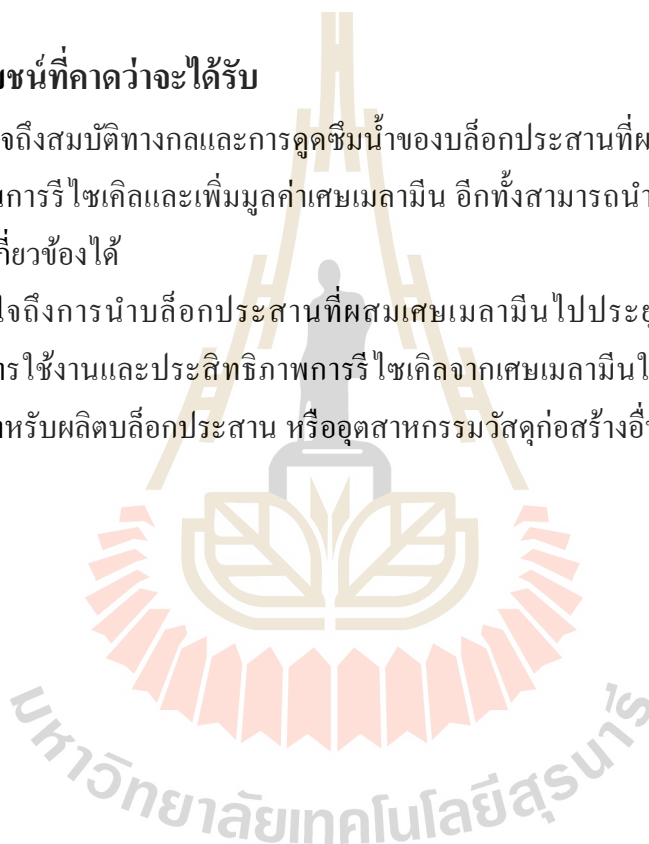 ยชน์ที่คาดว่าจะได้รับ
จถึงสมบัติทางกลและการดูดซึมน้ำของบล็อกประสานที่ผ
นการรีไซเคิลและเพิ่มมูลค่าเศษเมลามีน อีกทั้งสามารถนำ
กี่ยวข้องได้
ใจถึงการนำบล็อกประสานที่ผสมเศษเมลามีนไปประยุ
ารใช้งานและประสิทธิภาพการรีไซเคิลจากเศษเมลามีนใ
าหรับผลิตบล็อกประสาน หรืออุตสาหกรรมวัสดุก่อสร้างอื่
มหาวิทยาลัยเทคโนโลยีสุรนารี